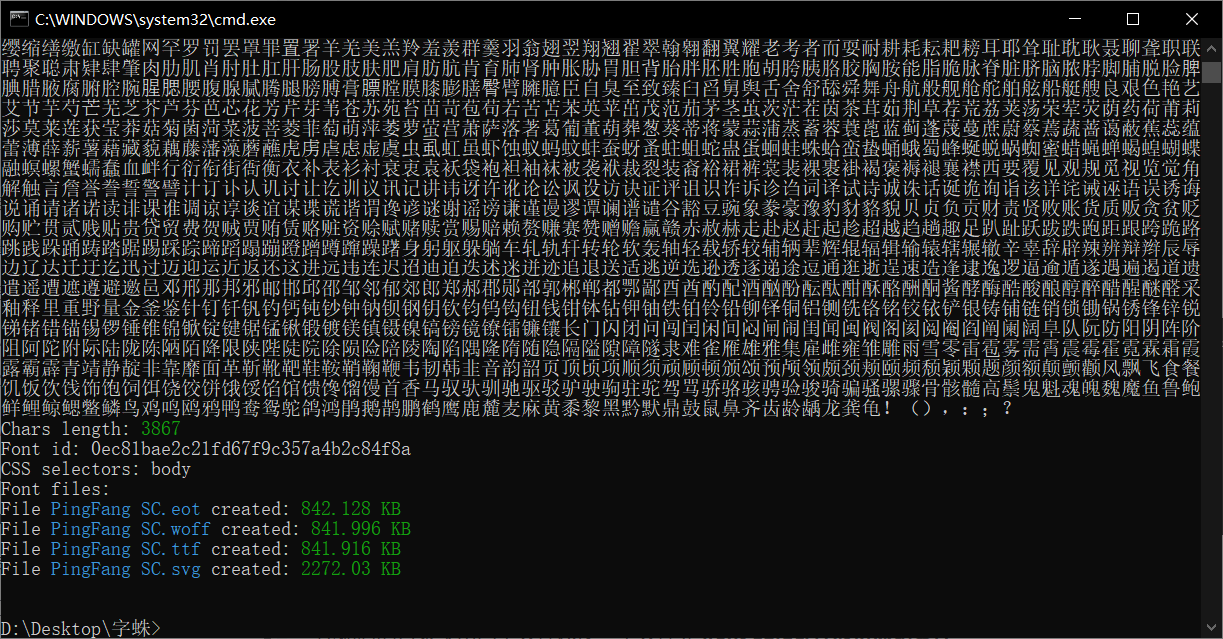 C:\WINDOWS\system32\cmd.exe
缨缩缮缴缸缺罐网罕罗罚罢罩罪置署羊羌美羔羚羞羡群羹羽翁翅翌翔翘翟翠翰翱翻翼耀老考者而耍耐耕耗耘耙榜耳耶耸耻耽耿聂聊聋职联
聘聚聪肃肄肆肇肉肋肌肖肘肚肛肝肠股肢肤肥肩肪肮肯育肺肾肿胀胁胃胆背胎胖胚胜胞胡胯胰胳胶胸胺能脂脆脉脊脏脐脑脓脖脚脯脱脸脾
腆腊腋腐腑腔腕腥腮腰腹腺腻腾腿膀膊膏膘膛膜膝膨膳臀臂臃臆臣自臭至致臻臼舀舅舆舌舍舒舔舜舞舟航般舰舱舵舶舷船艇艘良艰色艳艺
艾节芋芍芒芜芝芥芦芬芭芯花芳芹芽苇苍苏苑苔苗苛苞苟若苦苫苯英苹茁茂范茄茅茎茧茨茫茬茵茶茸茹荆草荐荒荔荚荡荣荤荧荫药荷莆莉
莎莫莱莲获莹莽菇菊菌菏菜菠菩菱菲萄萌萍萎萝萤营萧萨落著葛葡董葫葬葱葵蒂蒋蒙蒜蒲蒸蓄蓉蓑蓖蓝蓟蓬蔑蔓蔗蔚蔡蔫蔬蔷蔼蔽蕉蕊蕴
蕾薄薛薪薯藉藏藐藕藤藩藻蘑蘸虎虏虐虑虚虞虫虱虹虽虾蚀蚁蚂蚊蚌蚕蚜蚤蛀蛆蛇蛊蛋蛔蛙蛛蛤蛮蛰蛹蛾蜀蜂蜒蜈蜗蜘蜜蜡蝇蝉蝎蝗蝴蝶
融螟螺蟹蠕蠢血衅行衍衔街衙衡衣补表衫衬衰衷袁袄袋袍袒袖袜被袭袱裁裂装裔裕裙裤裳裴裸裹褂褐褒褥褪襄襟西要覆见观规觅视览觉角
解触言詹誉誊誓警譬计订认讥讨让讫训议讯记讲讳讶许讹论讼讽设访诀证评诅识诈诉诊诌词译试诗诚诛话诞诡询诣该详诧诫诬语误诱诲
说诵请诸诺读诽课谁调谅谆谈谊谋谍谎谐谓谗谚谜谢谣谤谦谨谩谬谭谰谱谴谷豁豆豌象豢豪豫豹豺貌贝贞负贡财责贤败账货质贩贪贫贬
购贮贯贰贱贴贵贷贸费贺贼贾贿赁赂赃资赊赋赌赎赏赐赔赖赘赚赛赞赠赡赢赣赤赦赫走赴赵赶起趁超越趋趟趣足趴趾跃跋跌跑距跟跨跪路
跳践跺踊踌踏踢踩踪蹄蹈蹋蹦蹬蹭蹲蹿躁身躬躯躲躺车轧轨轩转轮软轰轴轻载轿较辅辆辈辉辊辐辑输辕辖辗辙辛辜辞辟辣辨辩辫辰辱
边辽达迁迂迄迅过迈迎运近返还这进远违连迟迢迪迫迭述迷迸迹追退送适逃逆选逊透逐递途逗通逛逝逞速造逢逮逸逻逼逾遁遂遇遍遏道遗
遣遥遭遮遵避邀邑邓邢那邦邪邮邯邱邵邹邻郁郊郎郑郝郡郧部郭郴郸都鄂鄙酉酋酌配酒酗酚酝酞酣酥酪酬酮酱酵酶酷酸酿醇醉醋醒醚醛采
釉释里重野量金釜鉴针钉钎钒钓钙钝钞钟钠钡钢钥钦钧钨钩钮钱钳钵钻钾铀铁铂铃铅铆铎铜铝铡铣铬铭铰铱铲银铸铺链销锁锄锅锈锋锌锐
锑锗错锚锡锣锤锥锦锨锭键锯锰锹锻镀镁镇镊镍镐镑镜镣镭镰镶长门闪闭问闯闰闲间闷闸闹闺闻闽阀阁阂阅阉阎阐阑阔阜队阮防阳阴阵阶
阻阿陀附际陆陇陈陋陌降限陕陛陡院除陨险陪陵陶陷隅隆隋随隐隔隘隙障隧隶难雀雁雄雅集雇雌雍雏雕雨雪零雷雹雾需霄震霉霍霓霖霜霞
露霸霹青靖静靛非靠靡面革靳靴靶鞋鞍鞘鞠鞭韦韧韩韭音韵韶页顶顷项顺须顽顾顿颁颂预颅领颇颈颊颐频颓颖颗题颜额颠颤颧风飘飞食餐
饥饭饮饯饰饱饲饵饶饺饼饿馁馅馆馈馋馏馒首香马驭驮驯驰驱驳驴驶驹驻驼驾骂骄骆骇骋验骏骑骗骚骡骤骨骸髓高鬃鬼魁魂魄魏魔鱼鲁鲍
鲜鲤鲸鳃鳖鳞鸟鸡鸣鸥鸦鸭鸯鸳鸵鸽鸿鹃鹅鹊鹏鹤鹰鹿麓麦麻黄黍黎黑黔默鼎鼓鼠鼻齐齿龄龋龙龚龟！（），：；？
Chars length: 3867
Font id: 0ec81bae2c21fd67f9c357a4b2c84f8a
CSS selectors: body
Font files:
File PingFang SC.eot created: 842.128 KB
File PingFang SC.woff created: 841.996 KB
File PingFang SC.ttf created: 841.916 KB
File PingFang SC.svg created: 2272.03 KB
D:\Desktop\字蛛>